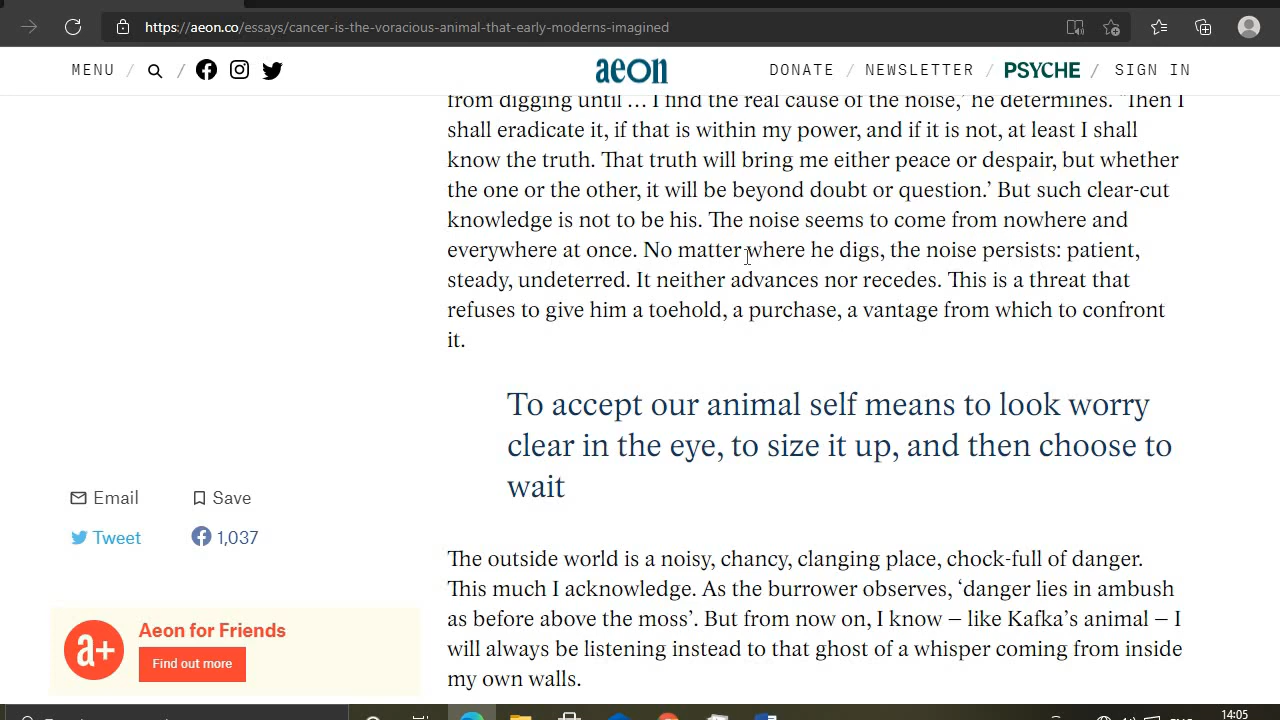 https://aeon.co/essays/cancer-is-the-voracious-animal-that-early-moderns-imagined
MENU / / aeon DONATE / NEWSLETTER / PSYCHE / SIGN IN
from digging until … I find the real cause of the noise,’ he determines. ‘Then I
shall eradicate it, if that is within my power, and if it is not, at least I shall
know the truth. That truth will bring me either peace or despair, but whether
the one or the other, it will be beyond doubt or question.’ But such clear-cut
knowledge is not to be his. The noise seems to come from nowhere and
everywhere at once. No matter where he digs, the noise persists: patient,
steady, undeterred. It neither advances nor recedes. This is a threat that
refuses to give him a toehold, a purchase, a vantage from which to confront
it.
To accept our animal self means to look worry
clear in the eye, to size it up, and then choose to
wait
Email Save
Tweet 1,037
The outside world is a noisy, chancy, clanging place, chock-full of danger.
This much I acknowledge. As the burrower observes, ‘danger lies in ambush
as before above the moss’. But from now on, I know – like Kafka’s animal – I
will always be listening instead to that ghost of a whisper coming from inside
my own walls.
a+ Aeon for Friends
Find out more
14:05